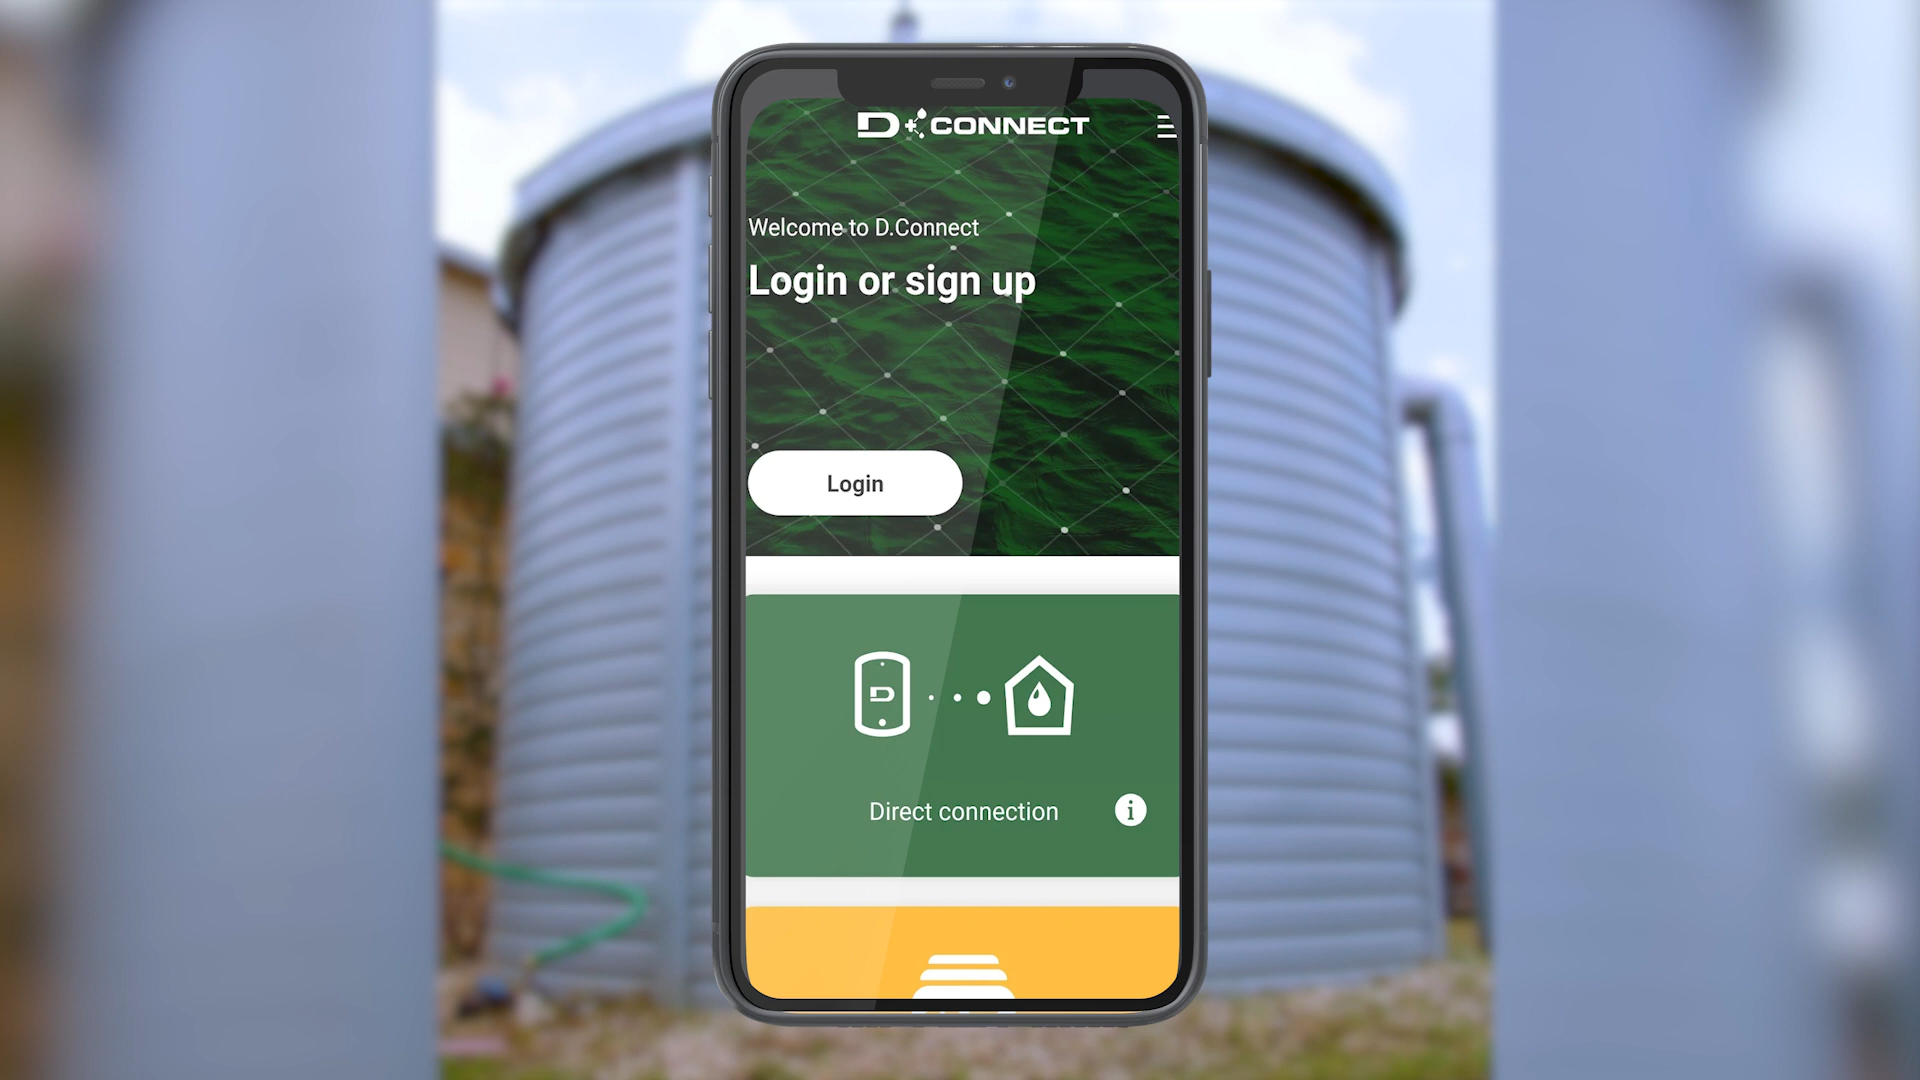 D+CONNECT
Welcome to D.Connect
Login or sign up
Login
D
Direct connection
i